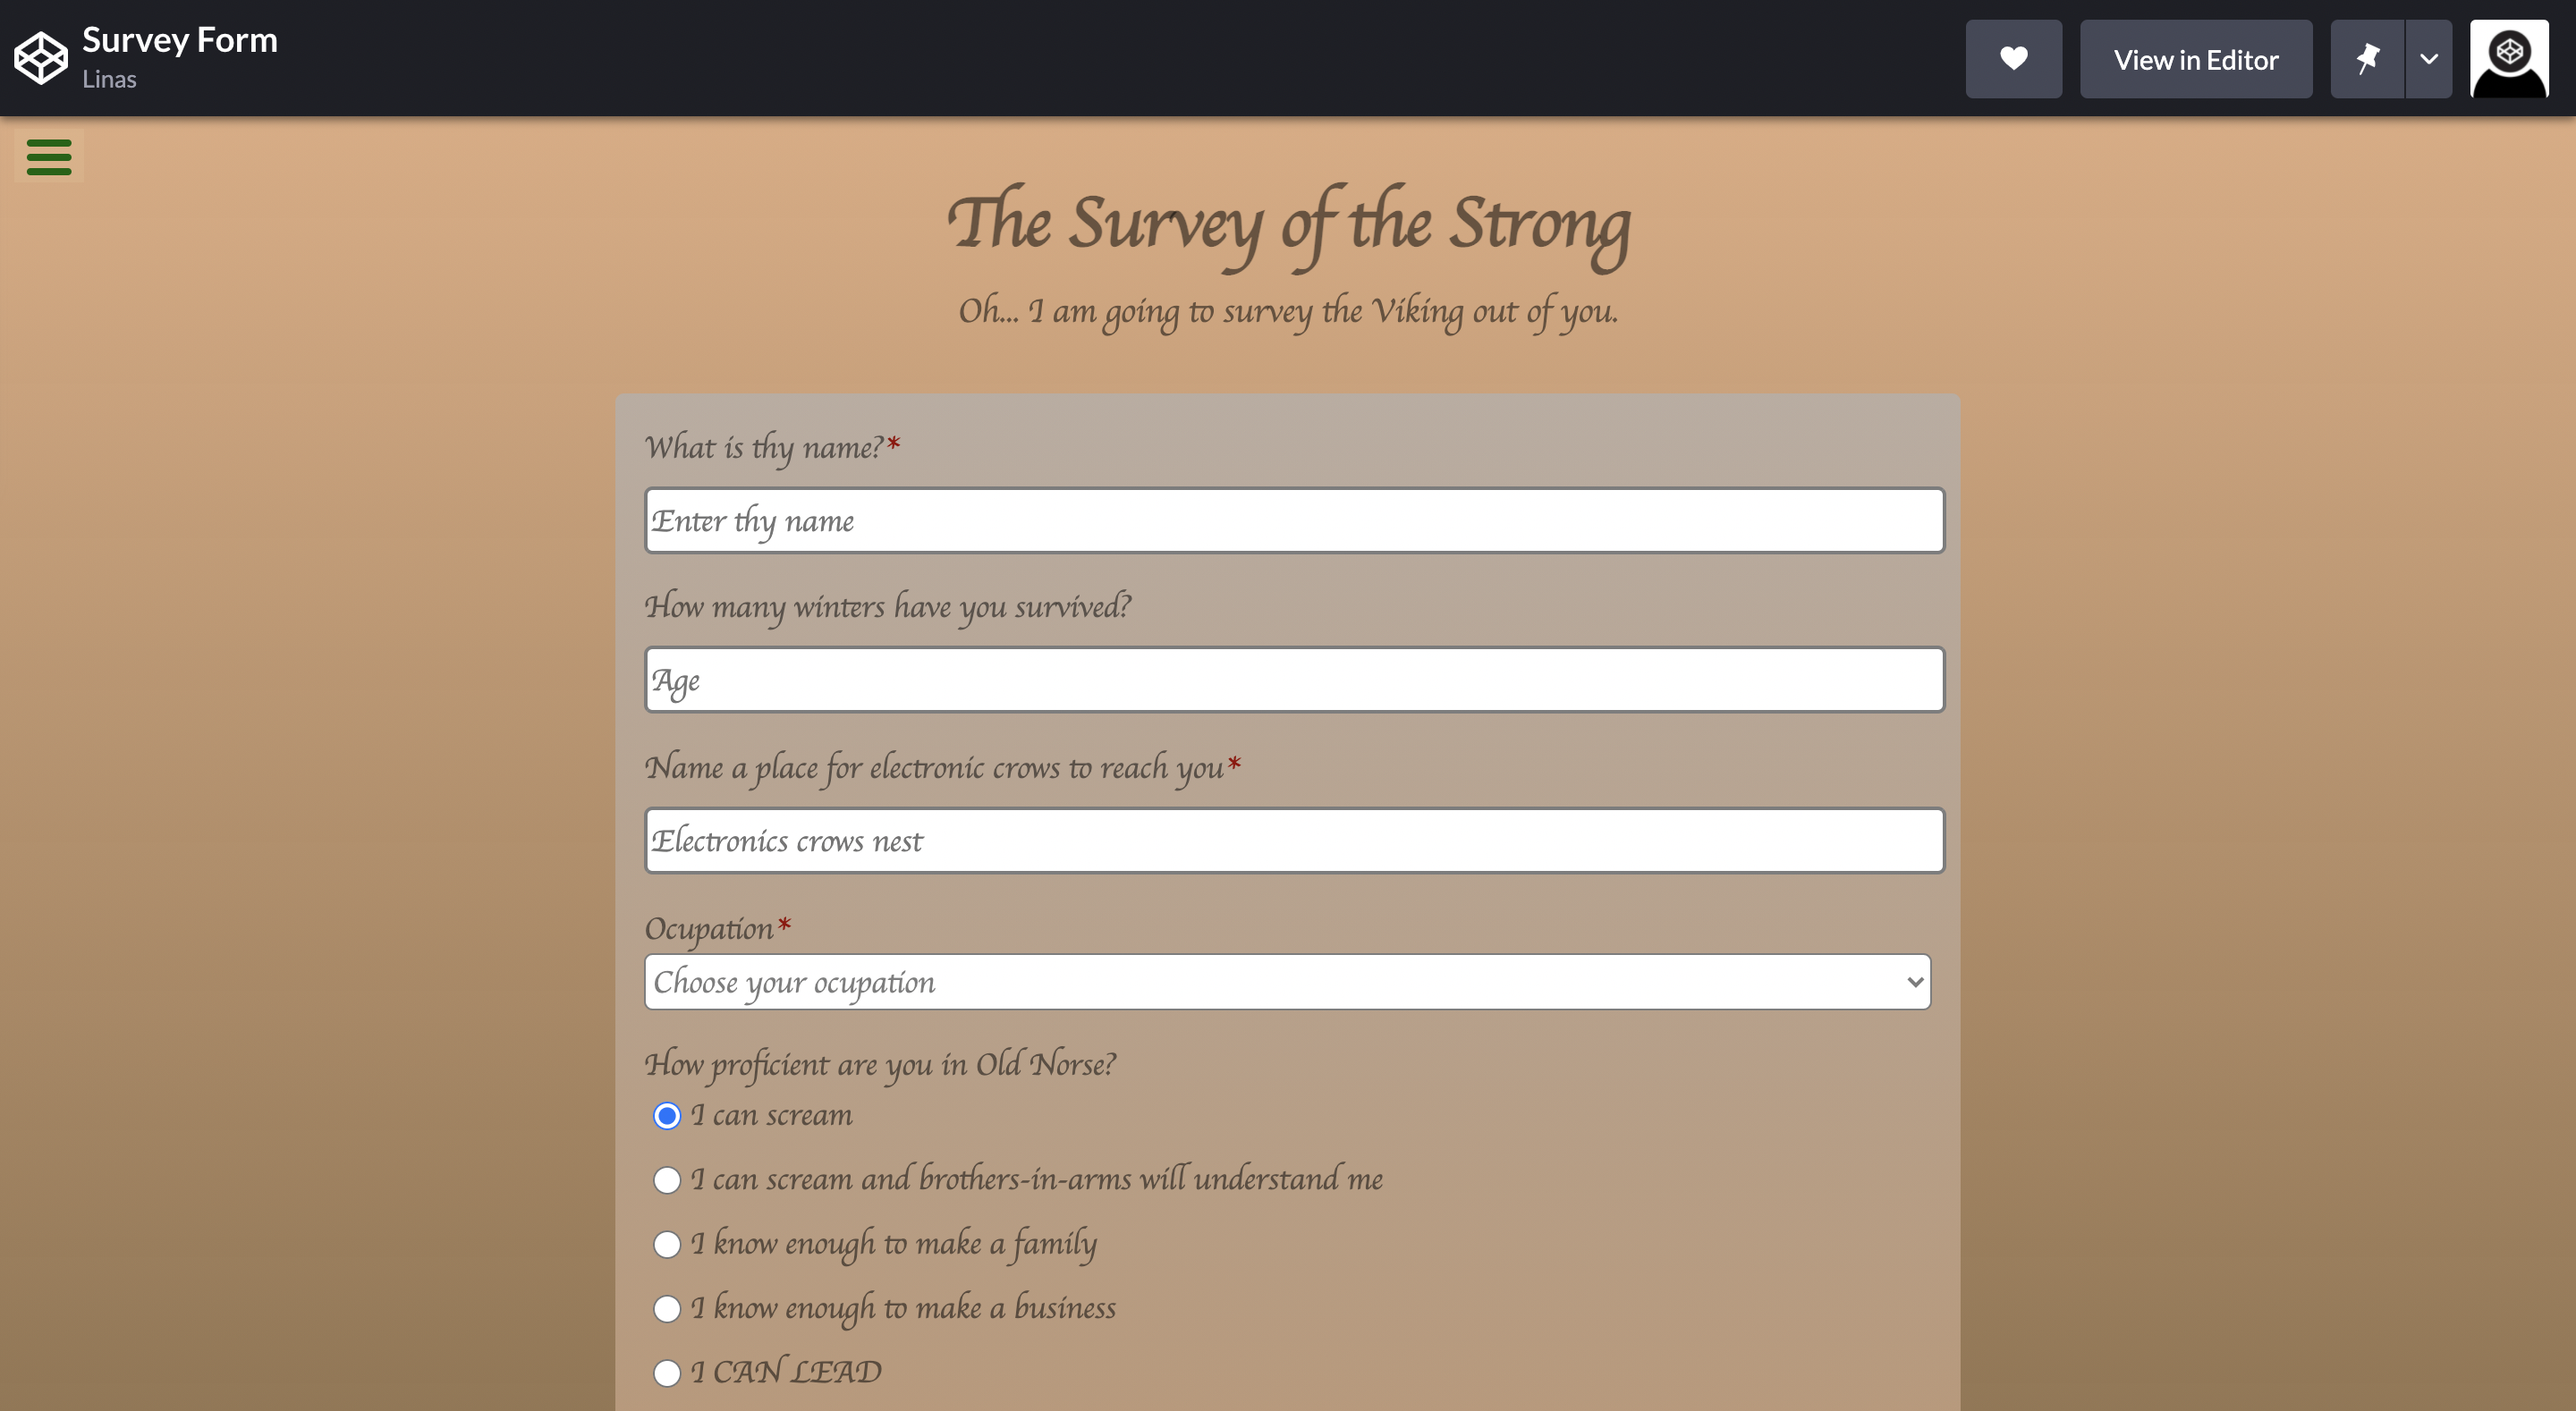 Survey Form
Linas
View in Editor
The Survey of the Strong
Oh... I am going to survey the Viking out of you.
What is thy name?*
Enter thy name
How many winters have you survived?
Age
Name a place for electronic crows to reach you*
Electronics crows nest
Ocupation*
Choose your ocupation
How proficient are you in Old Norse?
I can scream
I can scream and brothers-in-arms will understand me
I know enough to make a family
I know enough to make a business
I CAN LEAD